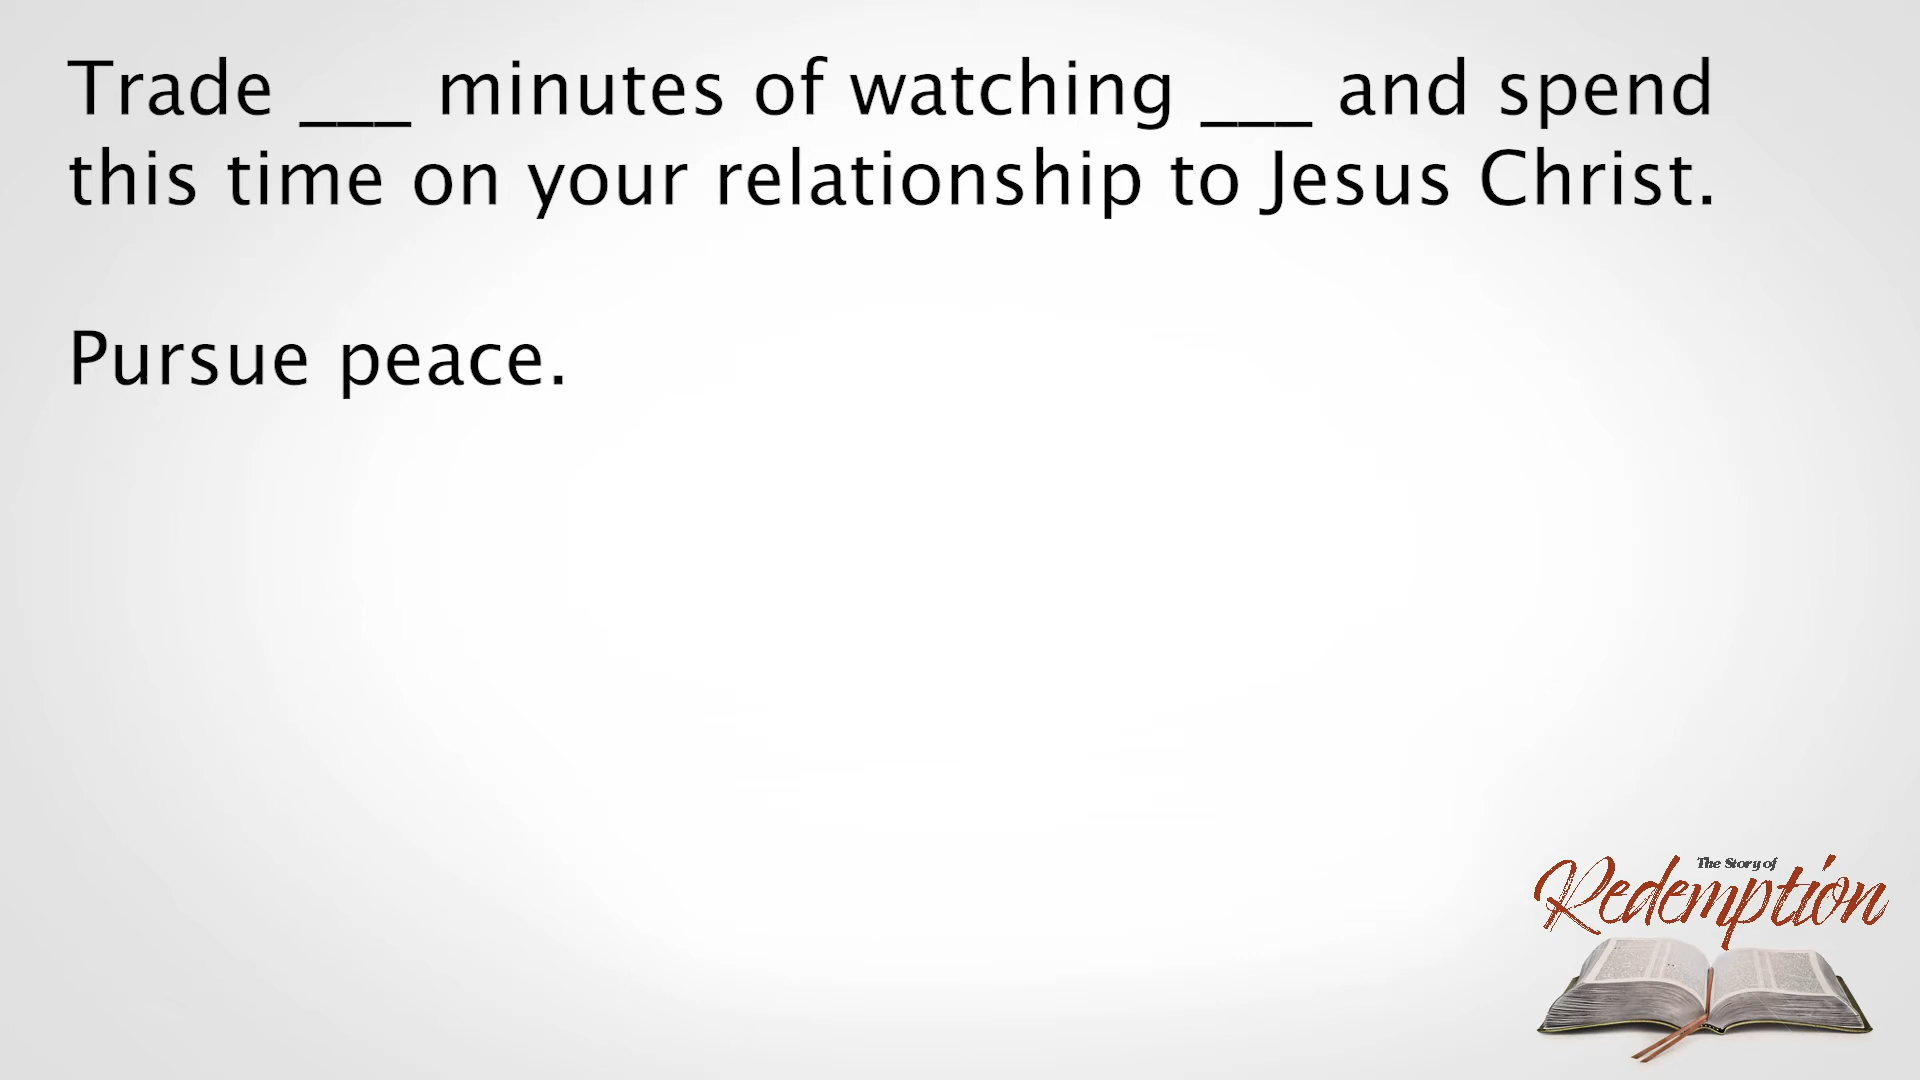 Trade ___ minutes of watching ___ and spend
this time on your relationship to Jesus Christ.
Pursue peace.
The Story of
Redemption